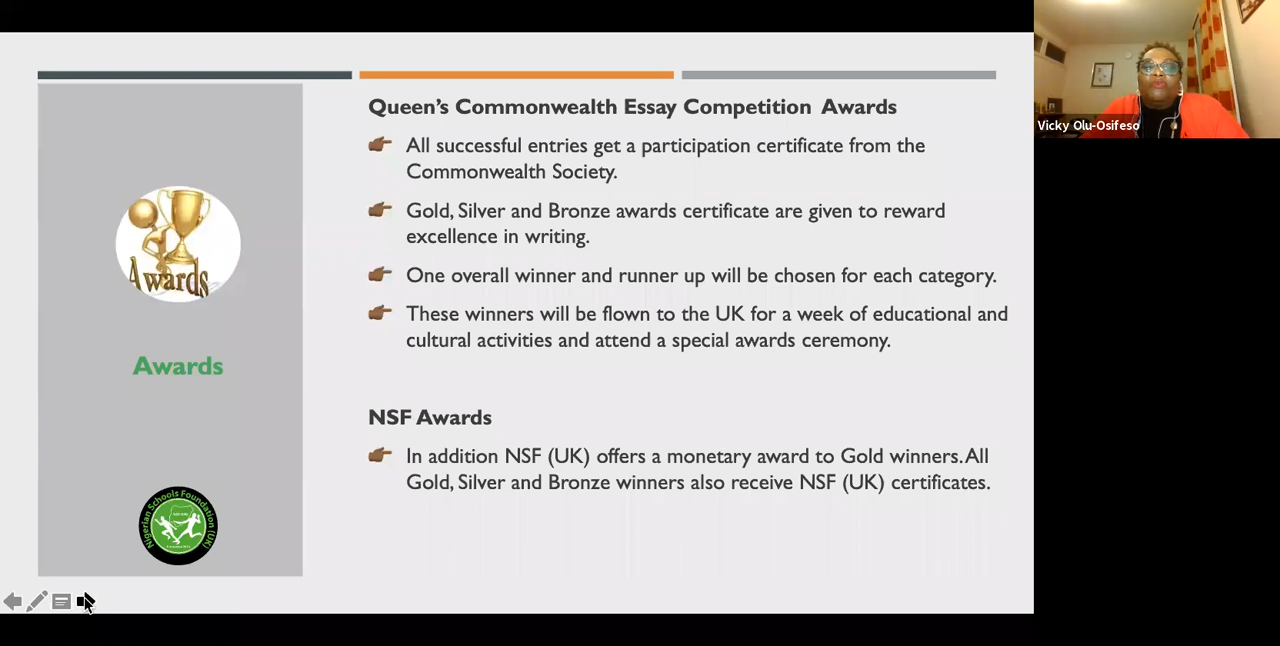 Queen's Commonwealth Essay Competition Awards
All successful entries get a participation certificate from the
Commonwealth Society.
Gold, Silver and Bronze awards certificate are given to reward
excellence in writing.
One overall winner and runner up will be chosen for each category.
These winners will be flown to the UK for a week of educational and
cultural activities and attend a special awards ceremony.
NSF Awards
In addition NSF (UK) offers a monetary award to Gold winners. All
Gold, Silver and Bronze winners also receive NSF (UK) certificates.
Awards
Awards
Nigerian Schools Foundation (UK)
Vicky Olu-Osifeso